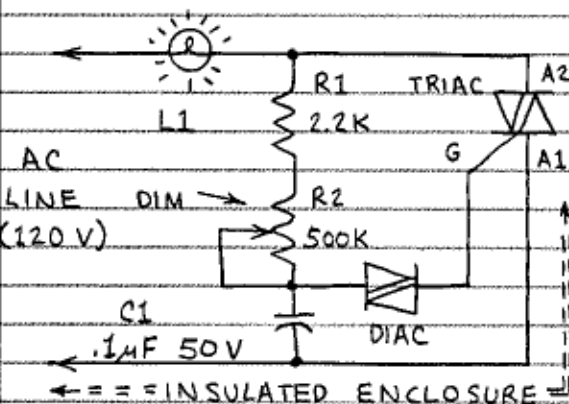 R1
TRIAC
A2
L1
2.2K
G
A1
AC
LINE
(120 V)
DIM
R2
500K
C1
.1µF 50V
DIAC
INSULATED ENCLOSURE